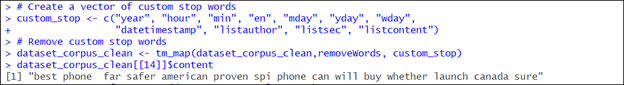 > # Create a vector of custom stop words
> custom_stop <- c("year", "hour", "min", "en", "mday", "yday", "wday",
+                  "datetimestamp", "listauthor", "listsec", "listcontent")
> # Remove custom stop words
> dataset_corpus_clean <- tm_map(dataset_corpus_clean,removeWords, custom_stop)
> dataset_corpus_clean[[14]]$content
[1] "best phone  far safer american proven spi phone can will buy whether launch canada sure"